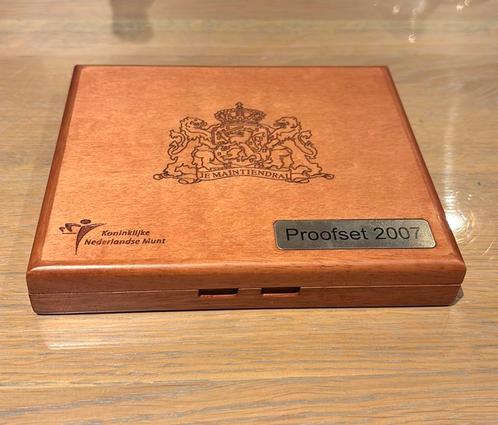 JE MAINTIENDRAI
Koninklijke
Nederlandse Munt
Proofset 2007